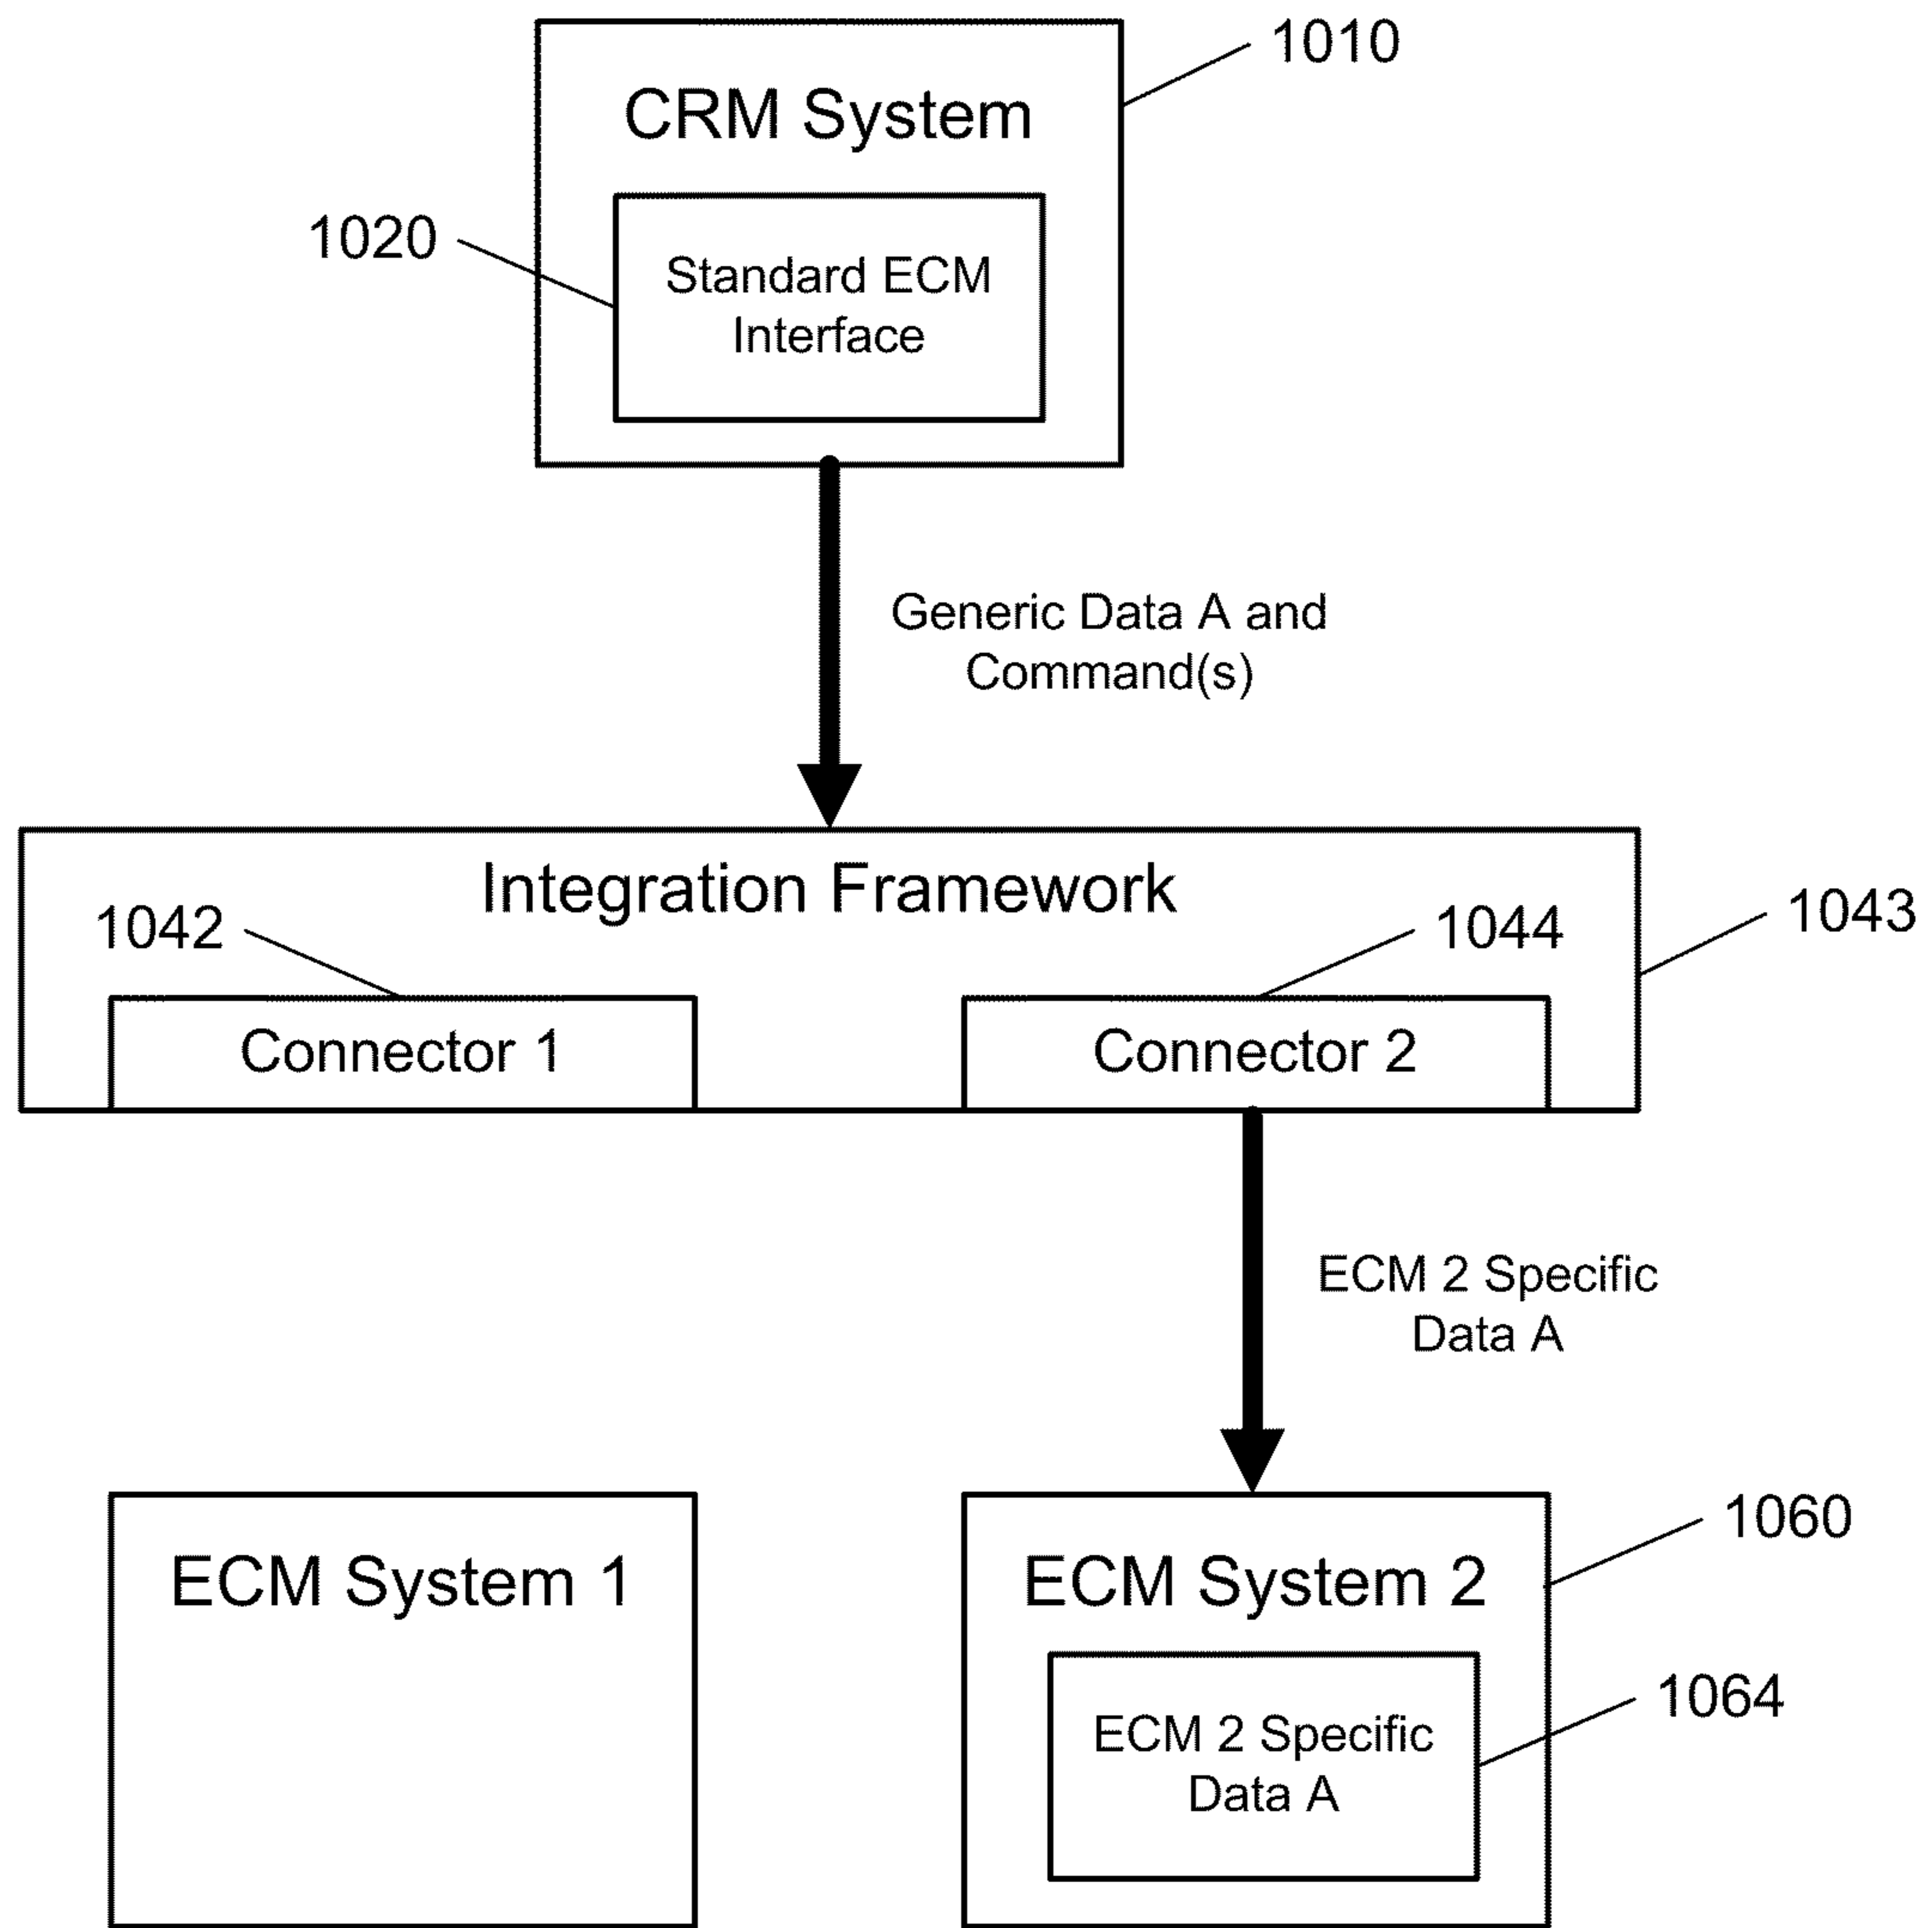 1010
CRM System
1020
Standard ECM
Interface
Generic Data A and
Command(s)
Integration Framework
1043
1042
1044
Connector 1
Connector 2
ECM 2 Specific
Data A
1060
ECM System 1
ECM System 2
1064
ECM 2 Specific
Data A